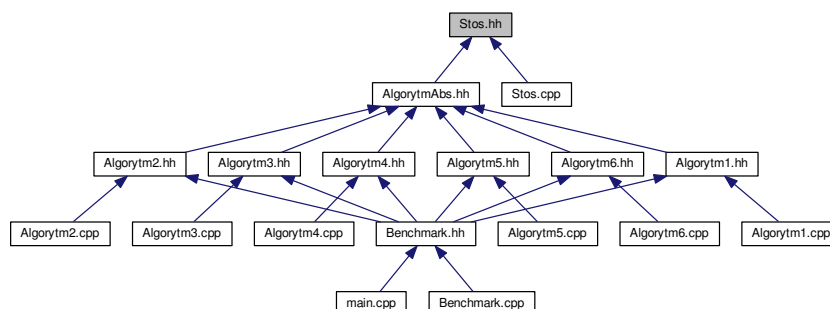 Stos.hh
AlgorytmAbs.hh
Stos.cpp
Algorytm2.hh
Algorytm3.hh
Algorytm4.hh
Algorytm5.hh
Algorytm6.hh
Algorytm1.hh
Algorytm2.cpp
Algorytm3.cpp
Algorytm4.cpp
Benchmark.hh
Algorytm5.cpp
Algorytm6.cpp
Algorytm1.cpp
main.cpp
Benchmark.cpp